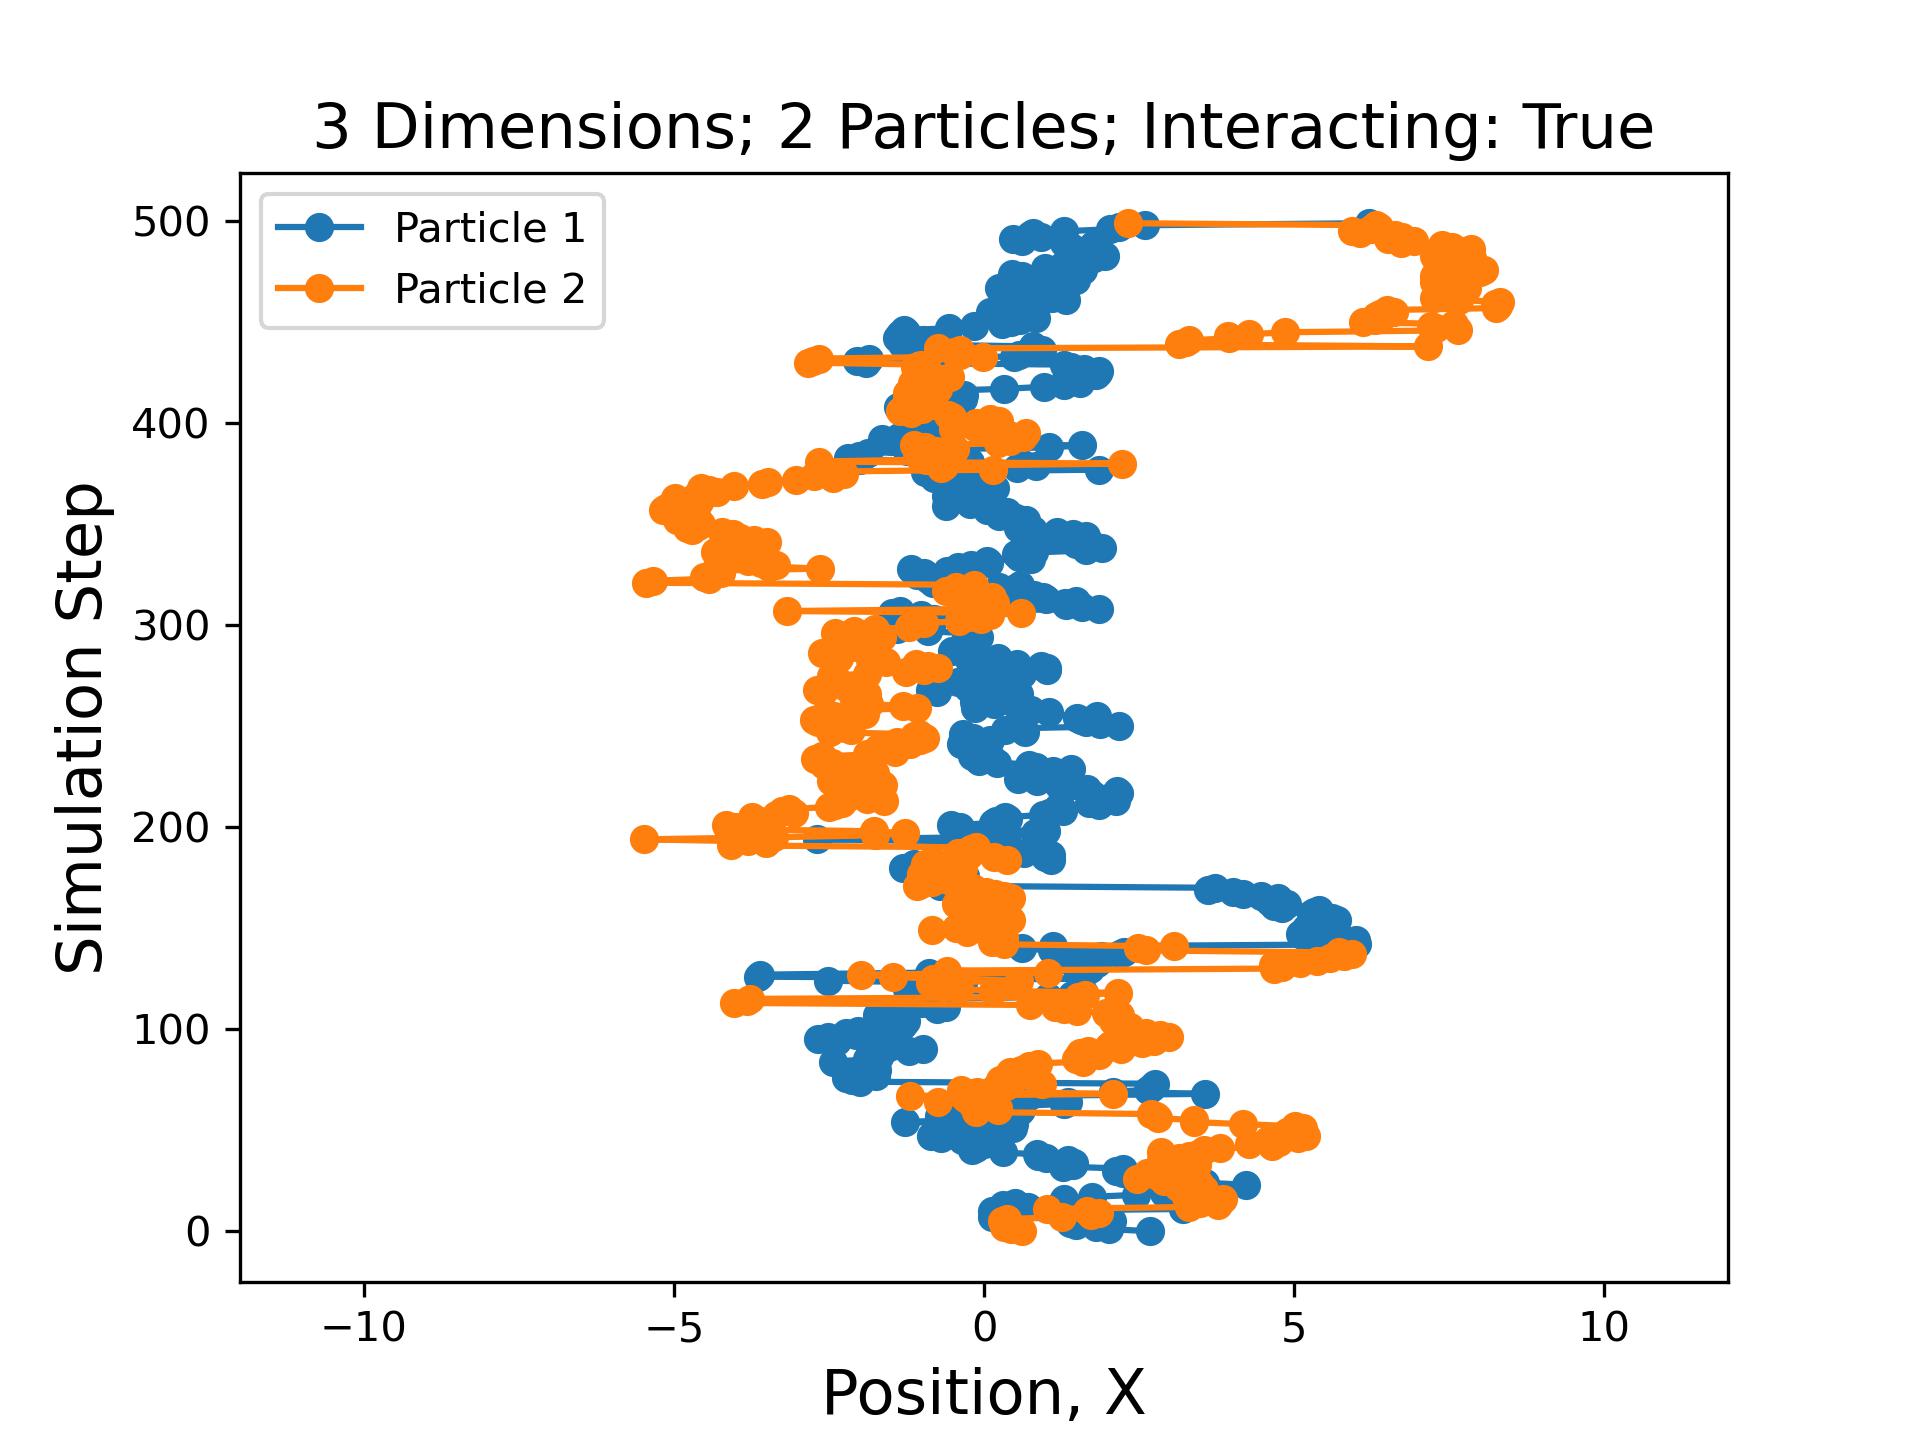 3 Dimensions; 2 Particles; Interacting: True
Particle 1
Particle 2
500
400
300
200
100
0
Simulation Step
−10
−5
0
5
10
Position, X